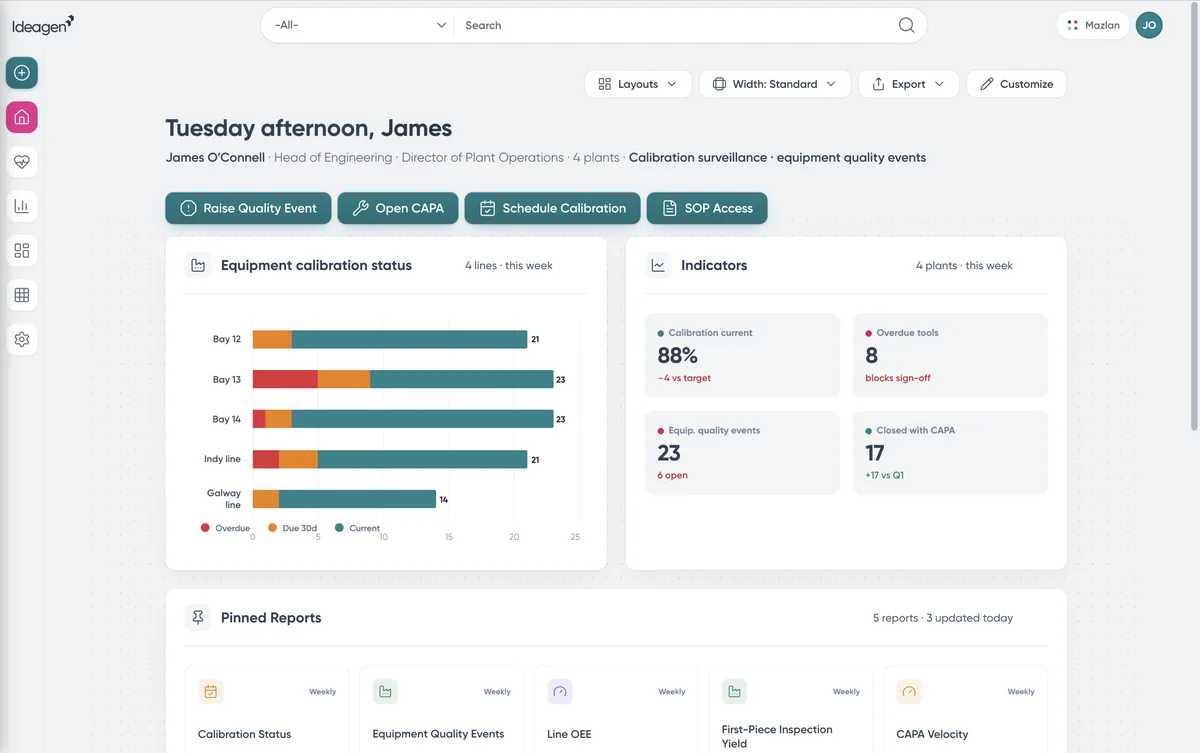 Ideagen
-All-
Search
Mazlan
JO
Layouts
Width: Standard
Export
Customize
Tuesday afternoon, James
James O'Connell · Head of Engineering · Director of Plant Operations · 4 plants · Calibration surveillance · equipment quality events
Raise Quality Event
Open CAPA
Schedule Calibration
SOP Access
Equipment calibration status
4 lines · this week
Bay 12
21
Bay 13
23
Bay 14
23
Indy line
21
Galway
line
14
Overdue
Due 30d
Current
0
5
10
15
20
25
Indicators
4 plants · this week
Calibration current
88%
−4 vs target
Overdue tools
8
blocks sign-off
Equip. quality events
23
6 open
Closed with CAPA
17
+17 vs Q1
Pinned Reports
5 reports · 3 updated today
Weekly
Calibration Status
Weekly
Equipment Quality Events
Weekly
Line OEE
Weekly
First-Piece Inspection
Yield
Weekly
CAPA Velocity